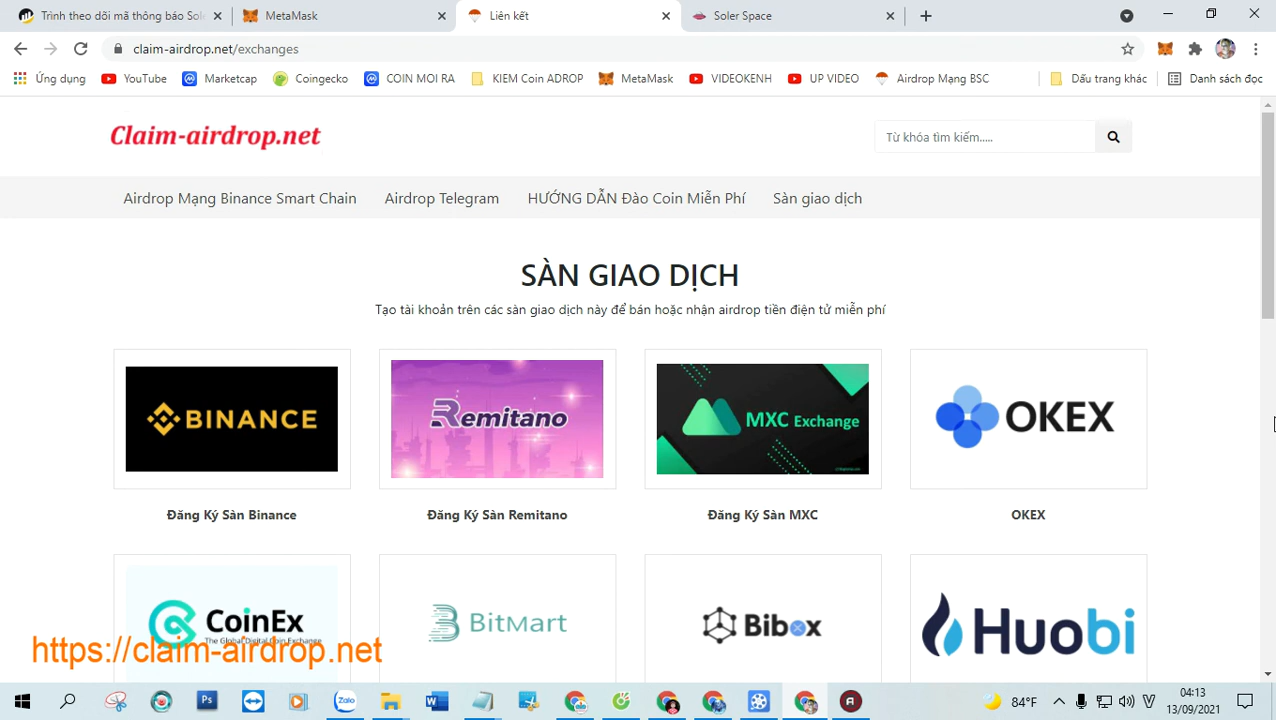 Trình theo dõi mã thông báo Sol
MetaMask
Liên kết
Soler Space
claim-airdrop.net/exchanges
Ứng dụng
YouTube
Marketcap
Coingecko
COIN MOI RA
KIEM Coin ADROP
MetaMask
VIDEOKENH
UP VIDEO
Airdrop Mạng BSC
Dấu trang khác
Danh sách đọc
Claim-airdrop.net
Từ khóa tìm kiếm.....
Airdrop Mạng Binance Smart Chain
Airdrop Telegram
HƯỚNG DẪN Đào Coin Miễn Phí
Sàn giao dịch
SÀN GIAO DỊCH
Tạo tài khoản trên các sàn giao dịch này để bán hoặc nhận airdrop tiền điện tử miễn phí
BINANCE
Remitano
MXC Exchange
OKEX
Đăng Ký Sàn Binance
Đăng Ký Sàn Remitano
Đăng Ký Sàn MXC
OKEX
CoinEx
The Global Digital Coin Exchange
BitMart
Bibox
Huobi
https://claim-airdrop.net
Ps
Zalo
84°F
04:13
13/09/2021